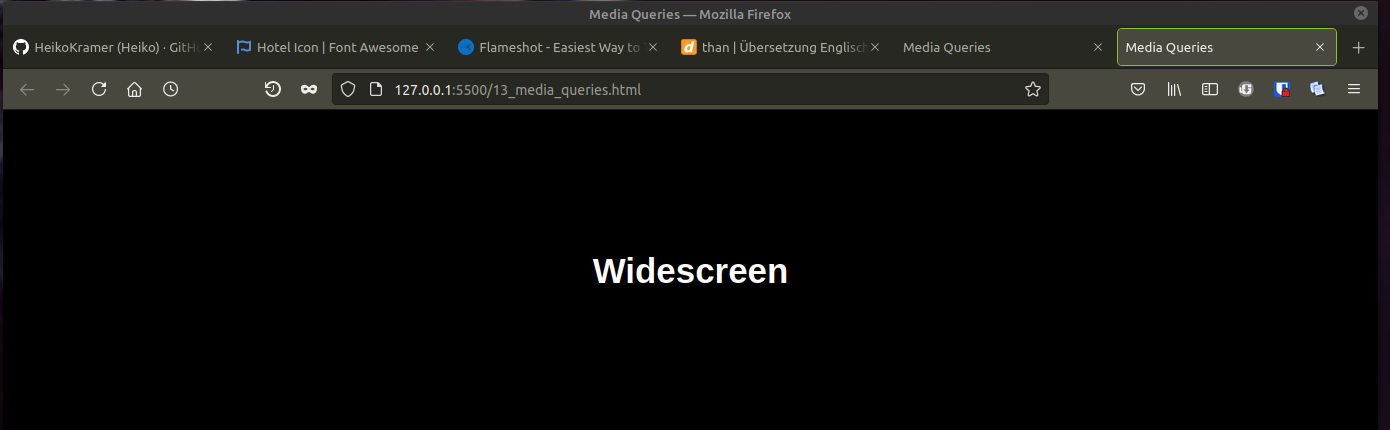 Media Queries — Mozilla Firefox
HeikoKramer (Heiko) · GitH
Hotel Icon | Font Awesome
Flameshot - Easiest Way to
than | Übersetzung Englisch
Media Queries
Media Queries
127.0.0.1:5500/13_media_queries.html
Widescreen